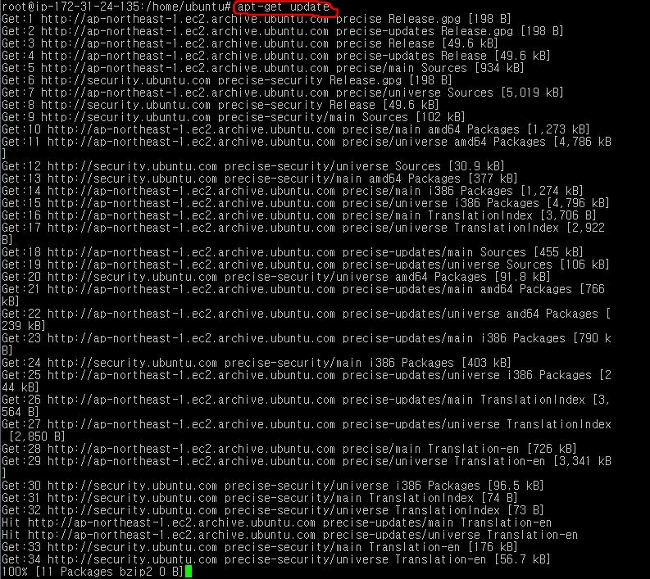 root@ip-172-31-24-135:/home/ubuntu# apt-get update
Get:1 http://ap-northeast-1.ec2.archive.ubuntu.com precise Release.gpg [198 B]
Get:2 http://ap-northeast-1.ec2.archive.ubuntu.com precise-updates Release.gpg [198 B]
Get:3 http://ap-northeast-1.ec2.archive.ubuntu.com precise Release [49.6 kB]
Get:4 http://ap-northeast-1.ec2.archive.ubuntu.com precise-updates Release [49.6 kB]
Get:5 http://ap-northeast-1.ec2.archive.ubuntu.com precise/main Sources [934 kB]
Get:6 http://security.ubuntu.com precise-security Release.gpg [198 B]
Get:7 http://ap-northeast-1.ec2.archive.ubuntu.com precise/universe Sources [5,019 kB]
Get:8 http://security.ubuntu.com precise-security Release [49.6 kB]
Get:9 http://security.ubuntu.com precise-security/main Sources [102 kB]
Get:10 http://ap-northeast-1.ec2.archive.ubuntu.com precise/main amd64 Packages [1,273 kB]
Get:11 http://ap-northeast-1.ec2.archive.ubuntu.com precise/universe amd64 Packages [4,786 kB
]
Get:12 http://security.ubuntu.com precise-security/universe Sources [30.9 kB]
Get:13 http://security.ubuntu.com precise-security/main amd64 Packages [377 kB]
Get:14 http://ap-northeast-1.ec2.archive.ubuntu.com precise/main i386 Packages [1,274 kB]
Get:15 http://ap-northeast-1.ec2.archive.ubuntu.com precise/universe i386 Packages [4,796 kB]
Get:16 http://ap-northeast-1.ec2.archive.ubuntu.com precise/main TranslationIndex [3,706 B]
Get:17 http://ap-northeast-1.ec2.archive.ubuntu.com precise/universe TranslationIndex [2,922
B]
Get:18 http://ap-northeast-1.ec2.archive.ubuntu.com precise-updates/main Sources [455 kB]
Get:19 http://ap-northeast-1.ec2.archive.ubuntu.com precise-updates/universe Sources [106 kB]
Get:20 http://security.ubuntu.com precise-security/universe amd64 Packages [91.8 kB]
Get:21 http://ap-northeast-1.ec2.archive.ubuntu.com precise-updates/main amd64 Packages [766
kB]
Get:22 http://ap-northeast-1.ec2.archive.ubuntu.com precise-updates/universe amd64 Packages [
239 kB]
Get:23 http://ap-northeast-1.ec2.archive.ubuntu.com precise-updates/main i386 Packages [790 k
B]
Get:24 http://security.ubuntu.com precise-security/main i386 Packages [403 kB]
Get:25 http://ap-northeast-1.ec2.archive.ubuntu.com precise-updates/universe i386 Packages [2
44 kB]
Get:26 http://ap-northeast-1.ec2.archive.ubuntu.com precise-updates/main TranslationIndex [3,
564 B]
Get:27 http://ap-northeast-1.ec2.archive.ubuntu.com precise-updates/universe TranslationIndex
[2,850 B]
Get:28 http://ap-northeast-1.ec2.archive.ubuntu.com precise/main Translation-en [726 kB]
Get:29 http://ap-northeast-1.ec2.archive.ubuntu.com precise/universe Translation-en [3,341 kB
]
Get:30 http://security.ubuntu.com precise-security/universe i386 Packages [96.5 kB]
Get:31 http://security.ubuntu.com precise-security/main TranslationIndex [74 B]
Get:32 http://security.ubuntu.com precise-security/universe TranslationIndex [73 B]
Hit http://ap-northeast-1.ec2.archive.ubuntu.com precise-updates/main Translation-en
Hit http://ap-northeast-1.ec2.archive.ubuntu.com precise-updates/universe Translation-en
Get:33 http://security.ubuntu.com precise-security/main Translation-en [176 kB]
Get:34 http://security.ubuntu.com precise-security/universe Translation-en [56.7 kB]
100% [11 Packages bzip2 0 B]